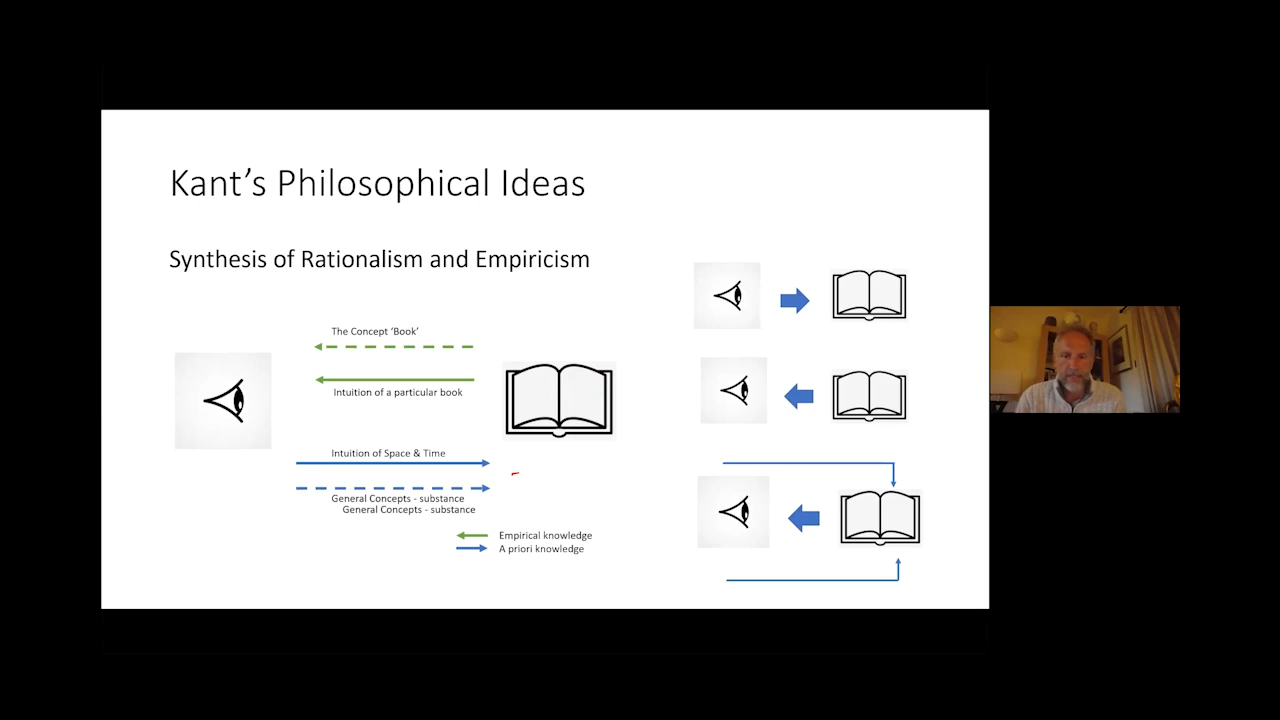 Kant's Philosophical Ideas
Synthesis of Rationalism and Empiricism
The Concept 'Book'
Intuition of a particular book
Intuition of Space & Time
General Concepts - substance
General Concepts - substance
Empirical knowledge
A priori knowledge